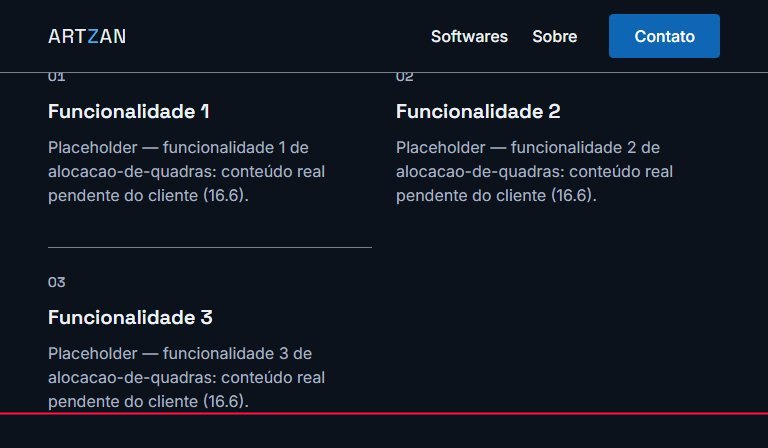 ARTZAN
Softwares Sobre Contato
01
02
Funcionalidade 1
Placeholder — funcionalidade 1 de
alocacao-de-quadras: conteúdo real
pendente do cliente (16.6).
Funcionalidade 2
Placeholder — funcionalidade 2 de
alocacao-de-quadras: conteúdo real
pendente do cliente (16.6).
03
Funcionalidade 3
Placeholder — funcionalidade 3 de
alocacao-de-quadras: conteúdo real
pendente do cliente (16.6).